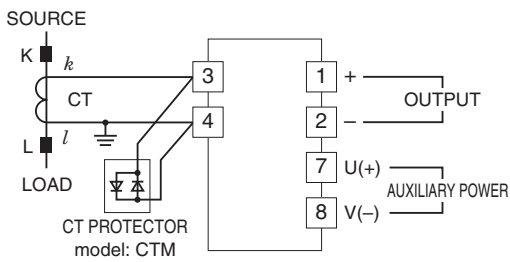 SOURCE
K k
CT
L l
LOAD
CT PROTECTOR
model: CTM
3
4
1 +
2 –
OUTPUT
7 U(+)
8 V(–)
AUXILIARY POWER